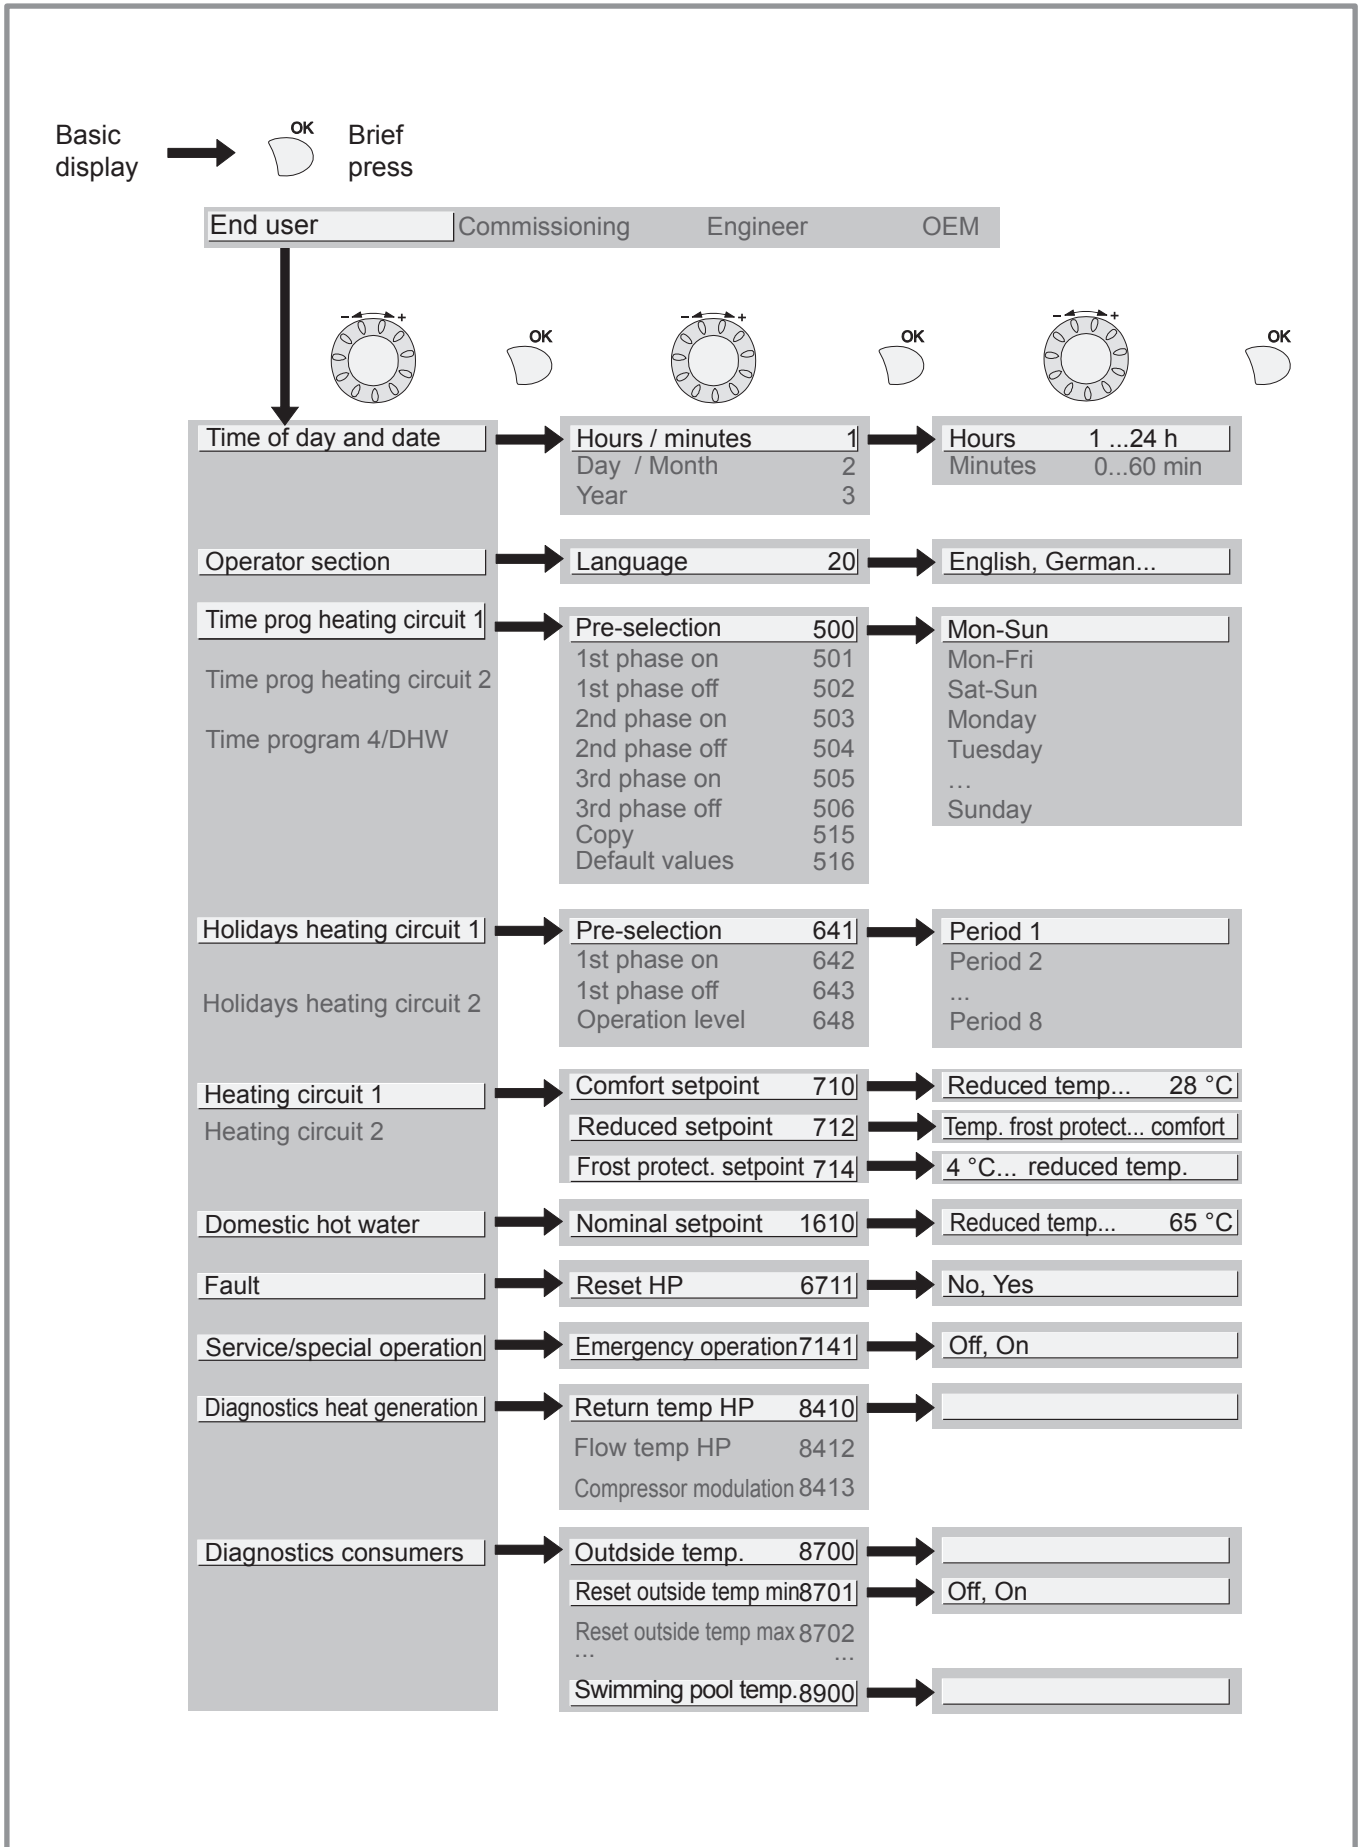 Basic display
OK
Brief press
End user Commissioning Engineer OEM
- +
OK
- +
OK
- +
OK
Time of day and date
Hours / minutes 1
Day / Month 2
Year 3
Hours 1 ...24 h
Minutes 0...60 min
Operator section
Language 20
English, German...
Time prog heating circuit 1
Time prog heating circuit 2
Time program 4/DHW
Pre-selection 500
1st phase on 501
1st phase off 502
2nd phase on 503
2nd phase off 504
3rd phase on 505
3rd phase off 506
Copy 515
Default values 516
Mon-Sun
Mon-Fri
Sat-Sun
Monday
Tuesday
...
Sunday
Holidays heating circuit 1
Holidays heating circuit 2
Pre-selection 641
1st phase on 642
1st phase off 643
Operation level 648
Period 1
Period 2
...
Period 8
Heating circuit 1
Heating circuit 2
Comfort setpoint 710
Reduced temp... 28 °C
Reduced setpoint 712
Temp. frost protect... comfort
Frost protect. setpoint 714
4 °C... reduced temp.
Domestic hot water
Nominal setpoint 1610
Reduced temp... 65 °C
Fault
Reset HP 6711
No, Yes
Service/special operation
Emergency operation 7141
Off, On
Diagnostics heat generation
Return temp HP 8410
Flow temp HP 8412
Compressor modulation 8413
Diagnostics consumers
Outdside temp. 8700
Reset outside temp min 8701
Off, On
Reset outside temp max 8702
... ...
Swimming pool temp. 8900